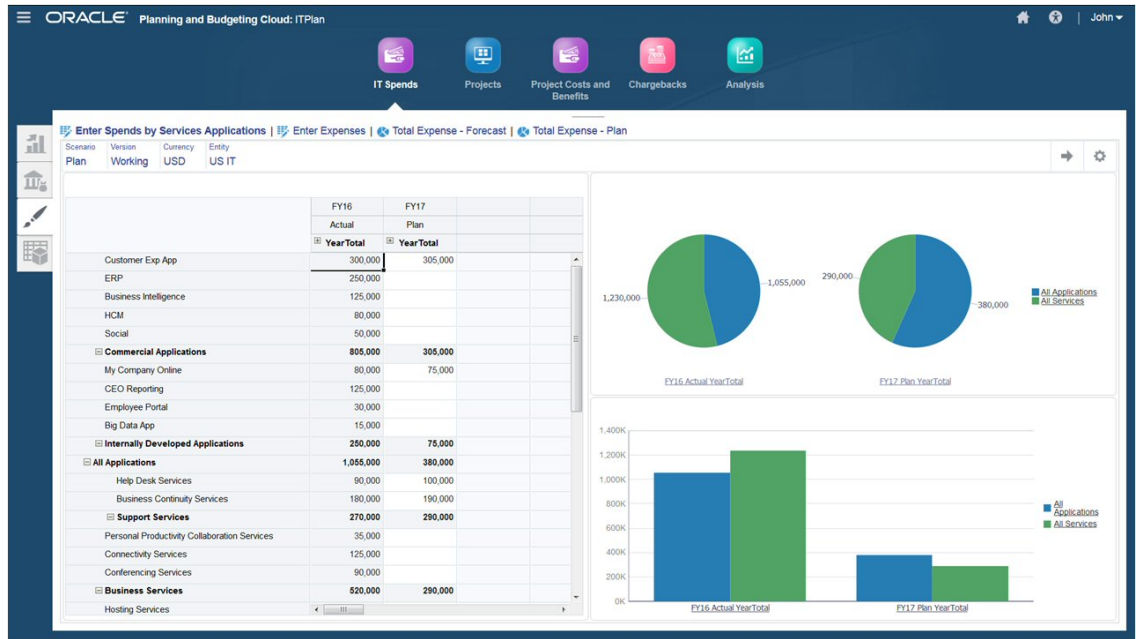 ORACLE Planning and Budgeting Cloud: ITPlan
John
IT Spends
Projects
Project Costs and
Benefits
Chargebacks
Analysis
Enter Spends by Services Applications | Enter Expenses | Total Expense - Forecast | Total Expense - Plan
Scenario Version Currency Entity
Plan Working USD US IT
FY16 FY17
Actual Plan
YearTotal YearTotal
Customer Exp App 300,000 305,000
ERP 250,000
Business Intelligence 125,000
HCM 80,000
Social 50,000
Commercial Applications 805,000 305,000
My Company Online 80,000 75,000
CEO Reporting 125,000
Employee Portal 30,000
Big Data App 15,000
Internally Developed Applications 250,000 75,000
All Applications 1,055,000 380,000
Help Desk Services 90,000 100,000
Business Continuity Services 180,000 190,000
Support Services 270,000 290,000
Personal Productivity Collaboration Services 35,000
Connectivity Services 125,000
Conferencing Services 90,000
Business Services 520,000 290,000
Hosting Services
1,230,000
1,055,000
290,000
380,000
All Applications
All Services
FY16 Actual YearTotal
FY17 Plan YearTotal
1,400K
1,200K
1,000K
800K
600K
400K
200K
0K
FY16 Actual YearTotal
FY17 Plan YearTotal
All
Applications
All Services